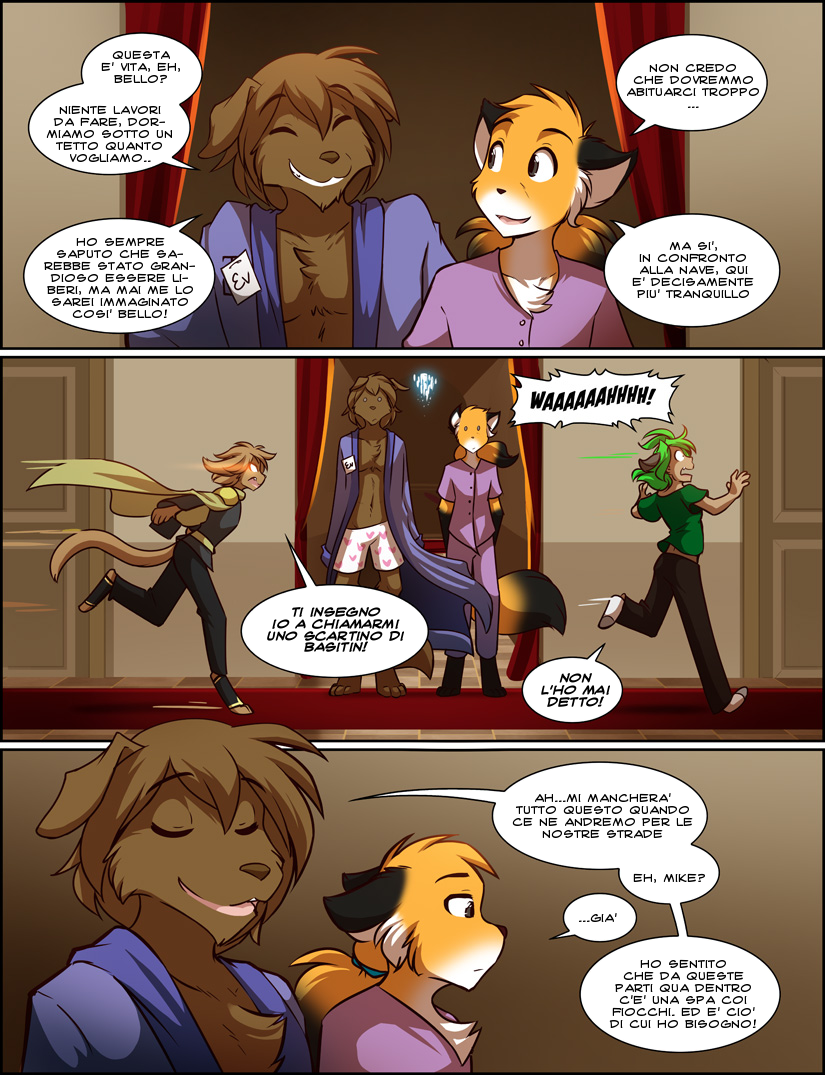 QUESTA
E' VITA, EH,
BELLO?
NIENTE LAVORI
DA FARE, DOR-
MIAMO SOTTO UN
TETTO QUANTO
VOGLIAMO..
NON CREDO
CHE DOVREMMO
ABITUARCI TROPPO
...
HO SEMPRE
SAPUTO CHE SA-
REBBE STATO GRAN-
DIOSO ESSERE LI-
BERI, MA MAI ME LO
SAREI IMMAGINATO
COSI' BELLO!
MA SI',
IN CONFRONTO
ALLA NAVE, QUI
E' DECISAMENTE
PIU' TRANQUILLO
WAAAAAAHHHH!
TI INSEGNO
IO A CHIAMARMI
UNO SCARTINO DI
BASITIN!
NON
L'HO MAI
DETTO!
AH...MI MANCHERA'
TUTTO QUESTO QUANDO
CE NE ANDREMO PER LE
NOSTRE STRADE
EH, MIKE?
...GIA'
HO SENTITO
CHE DA QUESTE
PARTI QUA DENTRO
C'E' UNA SPA COI
FIOCCHI. ED E' CIO'
DI CUI HO BISOGNO!